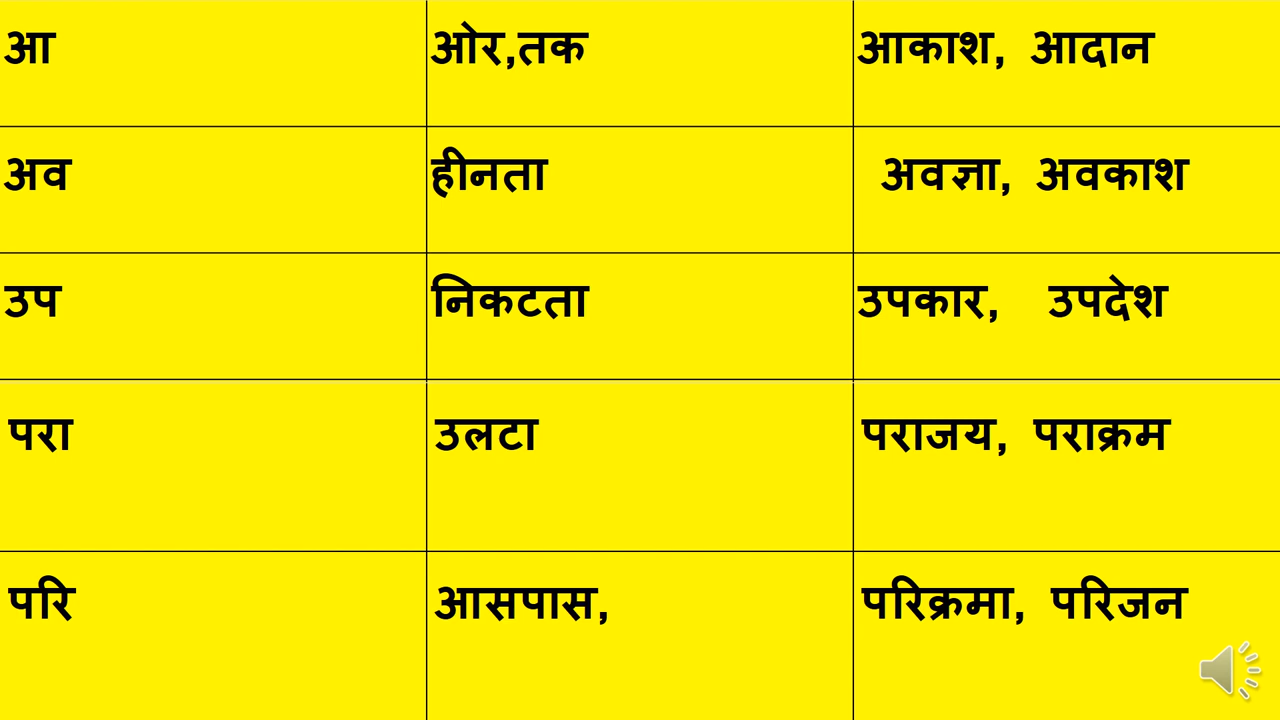 आ ओर,तक आकाश, आदान
अव हीनता अवज्ञा, अवकाश
उप निकटता उपकार, उपदेश
परा उलटा पराजय, पराक्रम
परि आसपास, परिक्रमा, परिजन